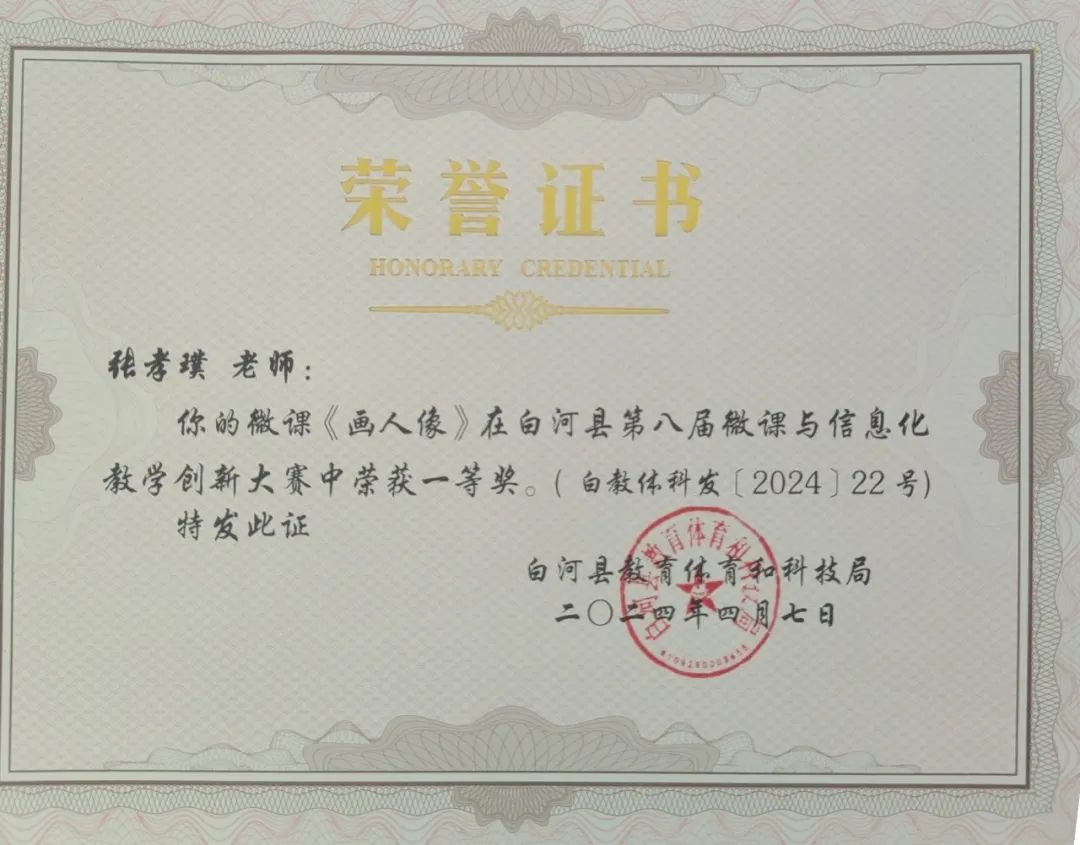 荣誉证书
HONORARY CREDENTIAL
张孝璞 老师：
你的微课《画人像》在白河县第八届微课与信息化
教学创新大赛中荣获一等奖。(白教体科发〔2024〕22号)
特发此证
白河县教育体育和科技局
二〇二四年四月七日